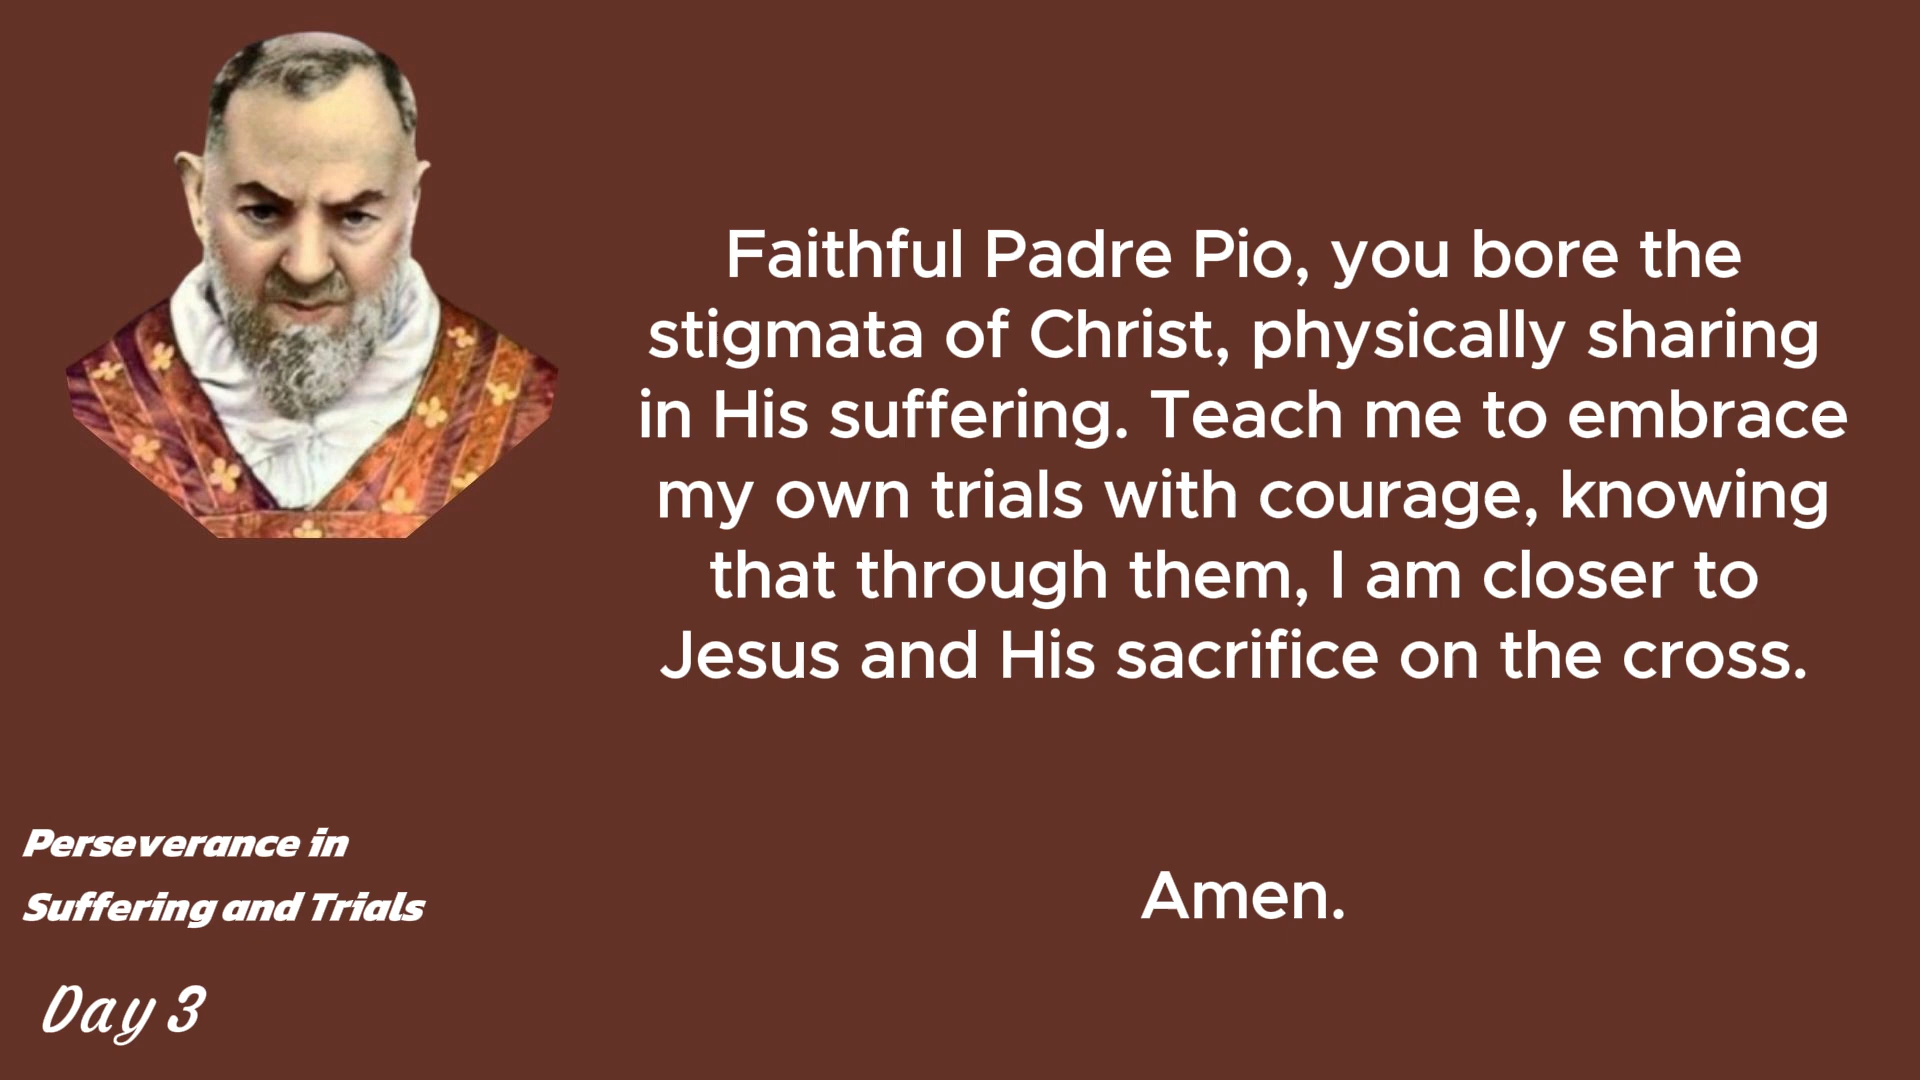 Faithful Padre Pio, you bore the
stigmata of Christ, physically sharing
in His suffering. Teach me to embrace
my own trials with courage, knowing
that through them, I am closer to
Jesus and His sacrifice on the cross.
Amen.
Perseverance in
Suffering and Trials
Day 3